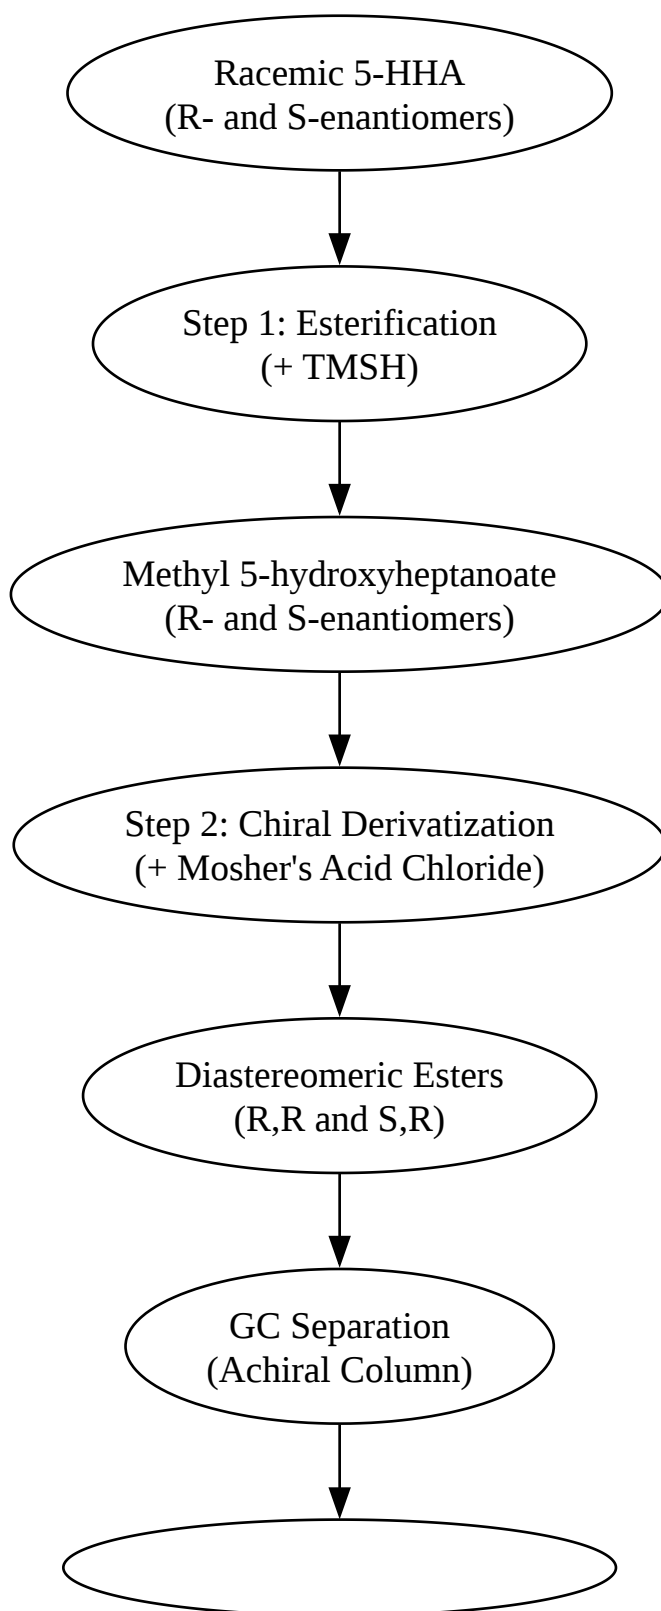 Racemic 5-HHA
(R- and S-enantiomers)
Step 1: Esterification
(+ TMSH)
Methyl 5-hydroxyheptanoate
(R- and S-enantiomers)
Step 2: Chiral Derivatization
(+ Mosher's Acid Chloride)
Diastereomeric Esters
(R,R and S,R)
GC Separation
(Achiral Column)